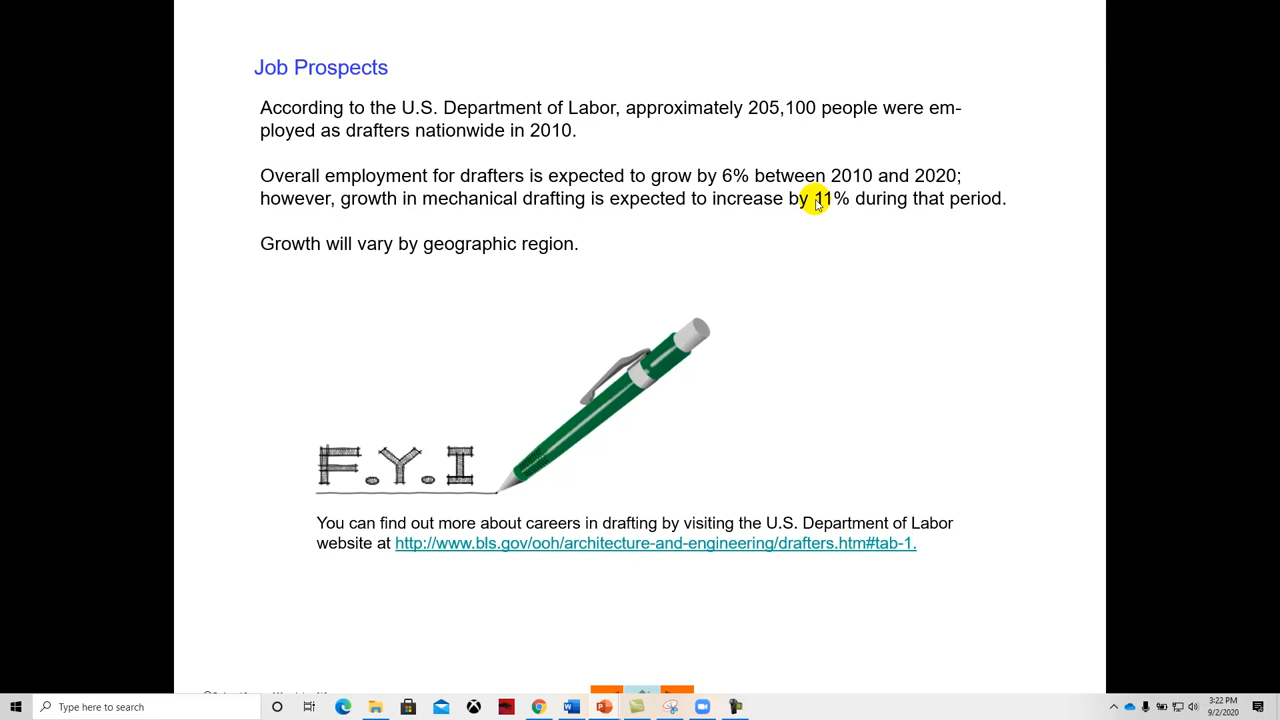 Job Prospects
According to the U.S. Department of Labor, approximately 205,100 people were em-
ployed as drafters nationwide in 2010.
Overall employment for drafters is expected to grow by 6% between 2010 and 2020;
however, growth in mechanical drafting is expected to increase by 11% during that period.
Growth will vary by geographic region.
F.Y.I
You can find out more about careers in drafting by visiting the U.S. Department of Labor
website at http://www.bls.gov/ooh/architecture-and-engineering/drafters.htm#tab-1.
Type here to search
3:22 PM
9/2/2020